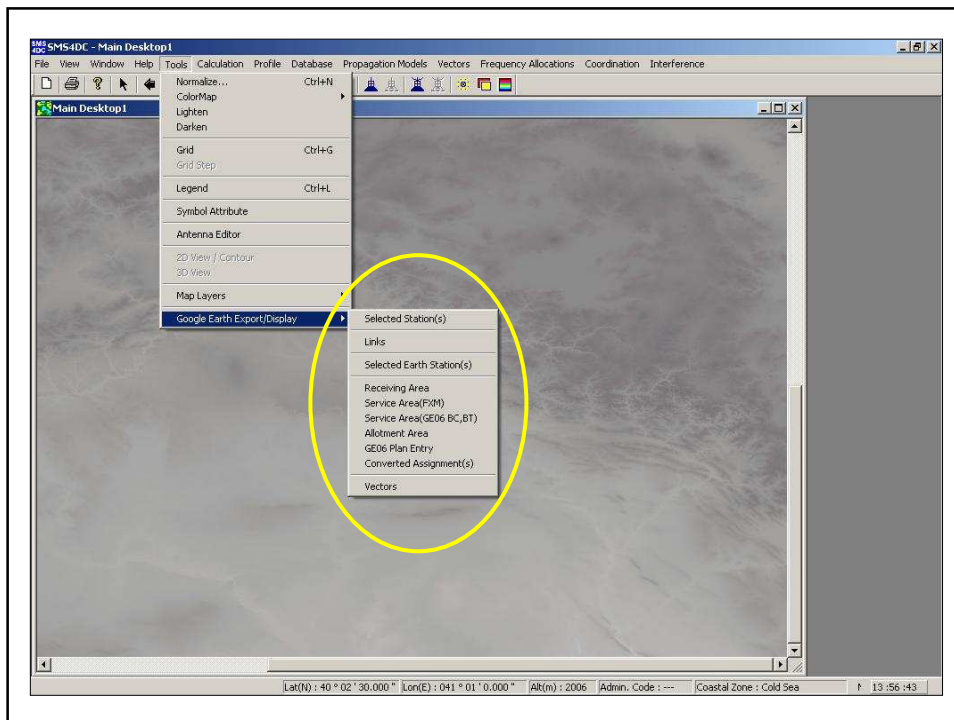 SMS4DC - Main Desktop1
File View Window Help Tools Calculation Profile Database Propagation Models Vectors Frequency Allocations Coordination Interference
Main Desktop1
Normalize... Ctrl+N
ColorMap
Lighten
Darken
Grid Ctrl+G
Grid Step
Legend Ctrl+L
Symbol Attribute
Antenna Editor
2D View / Contour
3D View
Map Layers
Google Earth Export/Display
Selected Station(s)
Links
Selected Earth Station(s)
Receiving Area
Service Area(FXM)
Service Area(GE06 BC,BT)
Allotment Area
GE06 Plan Entry
Converted Assignment(s)
Vectors
Lat(N) : 40 ° 02 ' 30.000 " Lon(E) : 041 ° 01 ' 0.000 " Alt(m) : 2006 Admin. Code : --- Coastal Zone : Cold Sea 13 :56 :43